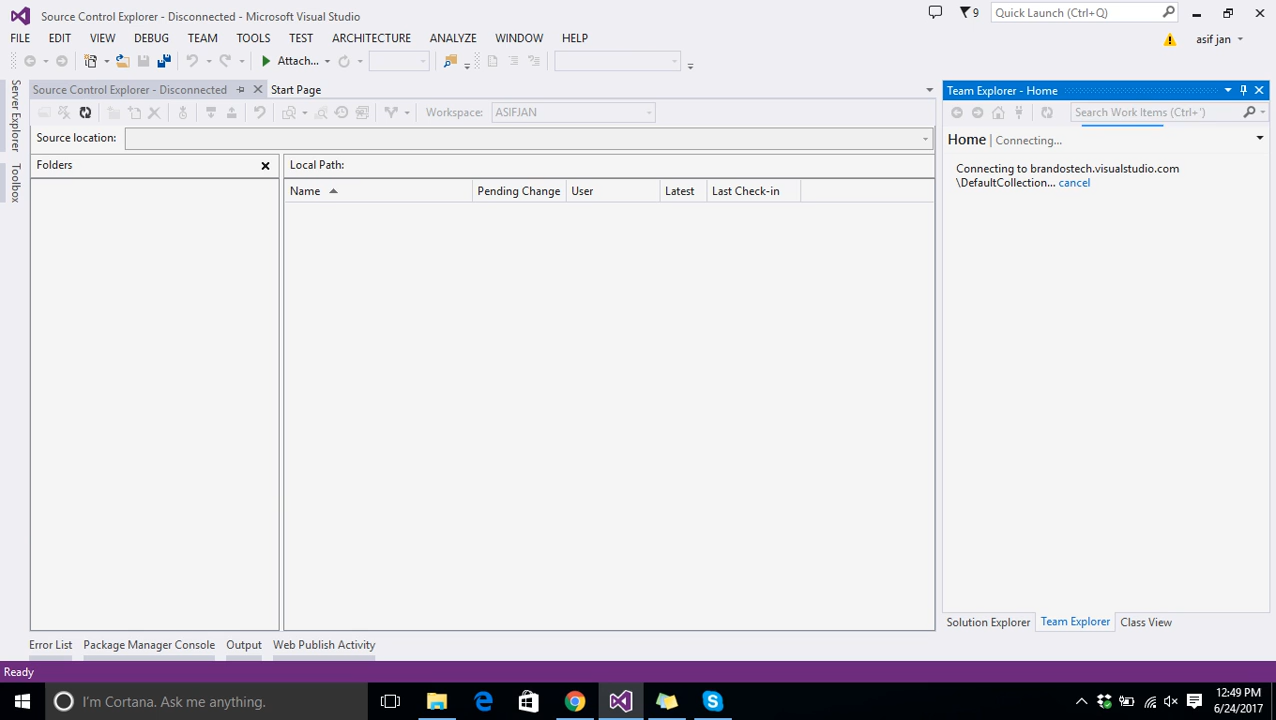 Source Control Explorer - Disconnected - Microsoft Visual Studio
9
Quick Launch (Ctrl+Q)
FILE EDIT VIEW DEBUG TEAM TOOLS TEST ARCHITECTURE ANALYZE WINDOW HELP
asif jan
Attach...
Server Explorer
Toolbox
Source Control Explorer - Disconnected
Start Page
Workspace: ASIFJAN
Source location:
Folders
Local Path:
Name Pending Change User Latest Last Check-in
Team Explorer - Home
Search Work Items (Ctrl+')
Home | Connecting...
Connecting to brandostech.visualstudio.com
\DefaultCollection... cancel
Solution Explorer Team Explorer Class View
Error List Package Manager Console Output Web Publish Activity
Ready
I'm Cortana. Ask me anything.
12:49 PM
6/24/2017